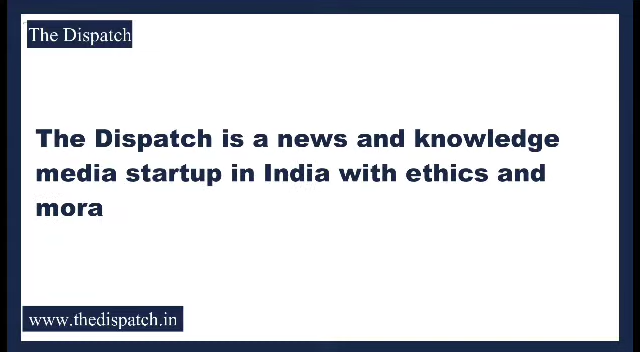 The Dispatch
The Dispatch is a news and knowledge
media startup in India with ethics and
mora
www.thedispatch.in